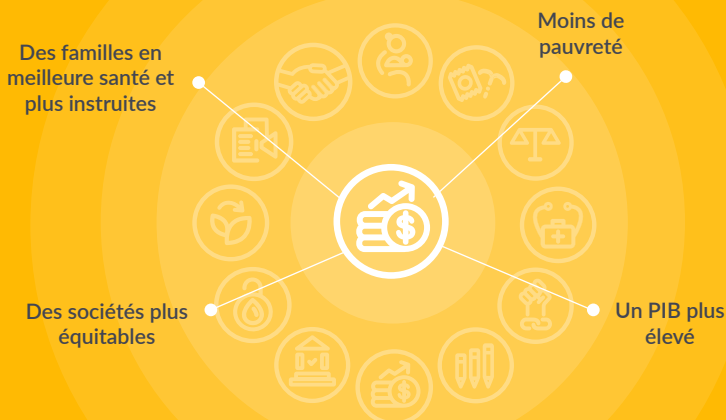 Des familles en
meilleure santé et
plus instruites
Moins de
pauvreté
Des sociétés plus
équitables
Un PIB plus
élevé